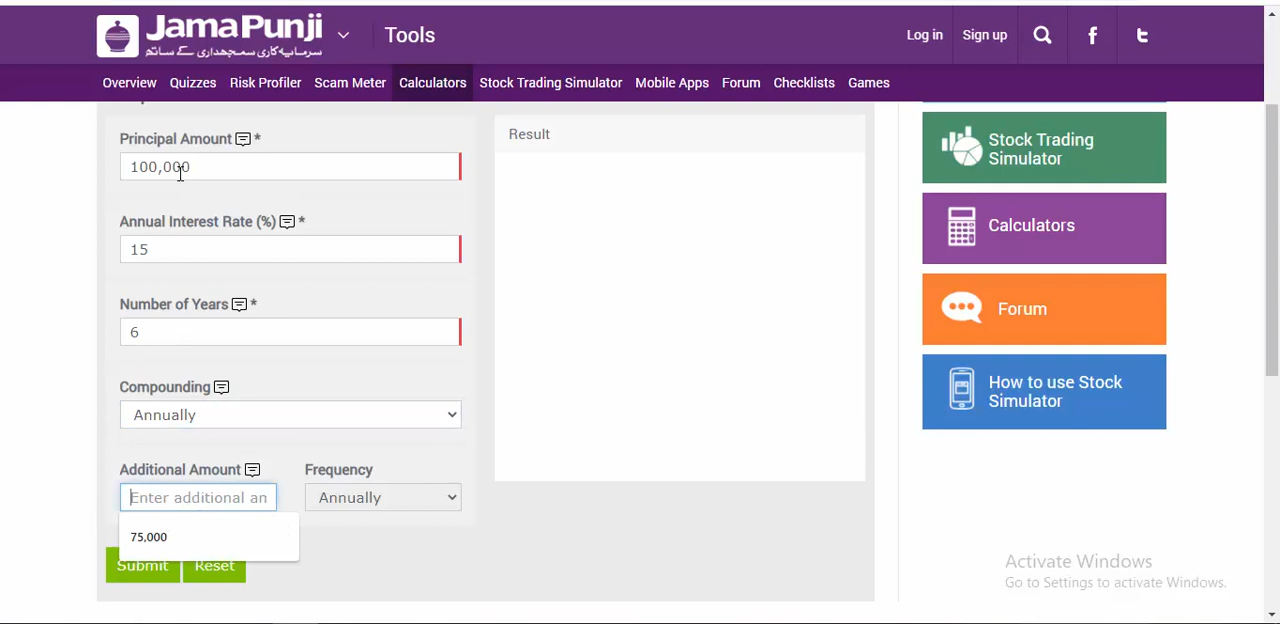 JamaPunji
سرمایہ کاری سمجھداری کے ساتھ
Tools
Log in
Sign up
Overview
Quizzes
Risk Profiler
Scam Meter
Calculators
Stock Trading Simulator
Mobile Apps
Forum
Checklists
Games
Principal Amount *
100,000
Annual Interest Rate (%) *
15
Number of Years *
6
Compounding
Annually
Additional Amount
Frequency
Enter additional an
Annually
75,000
Submit
Reset
Result
Stock Trading
Simulator
Calculators
Forum
How to use Stock
Simulator
Activate Windows
Go to Settings to activate Windows.